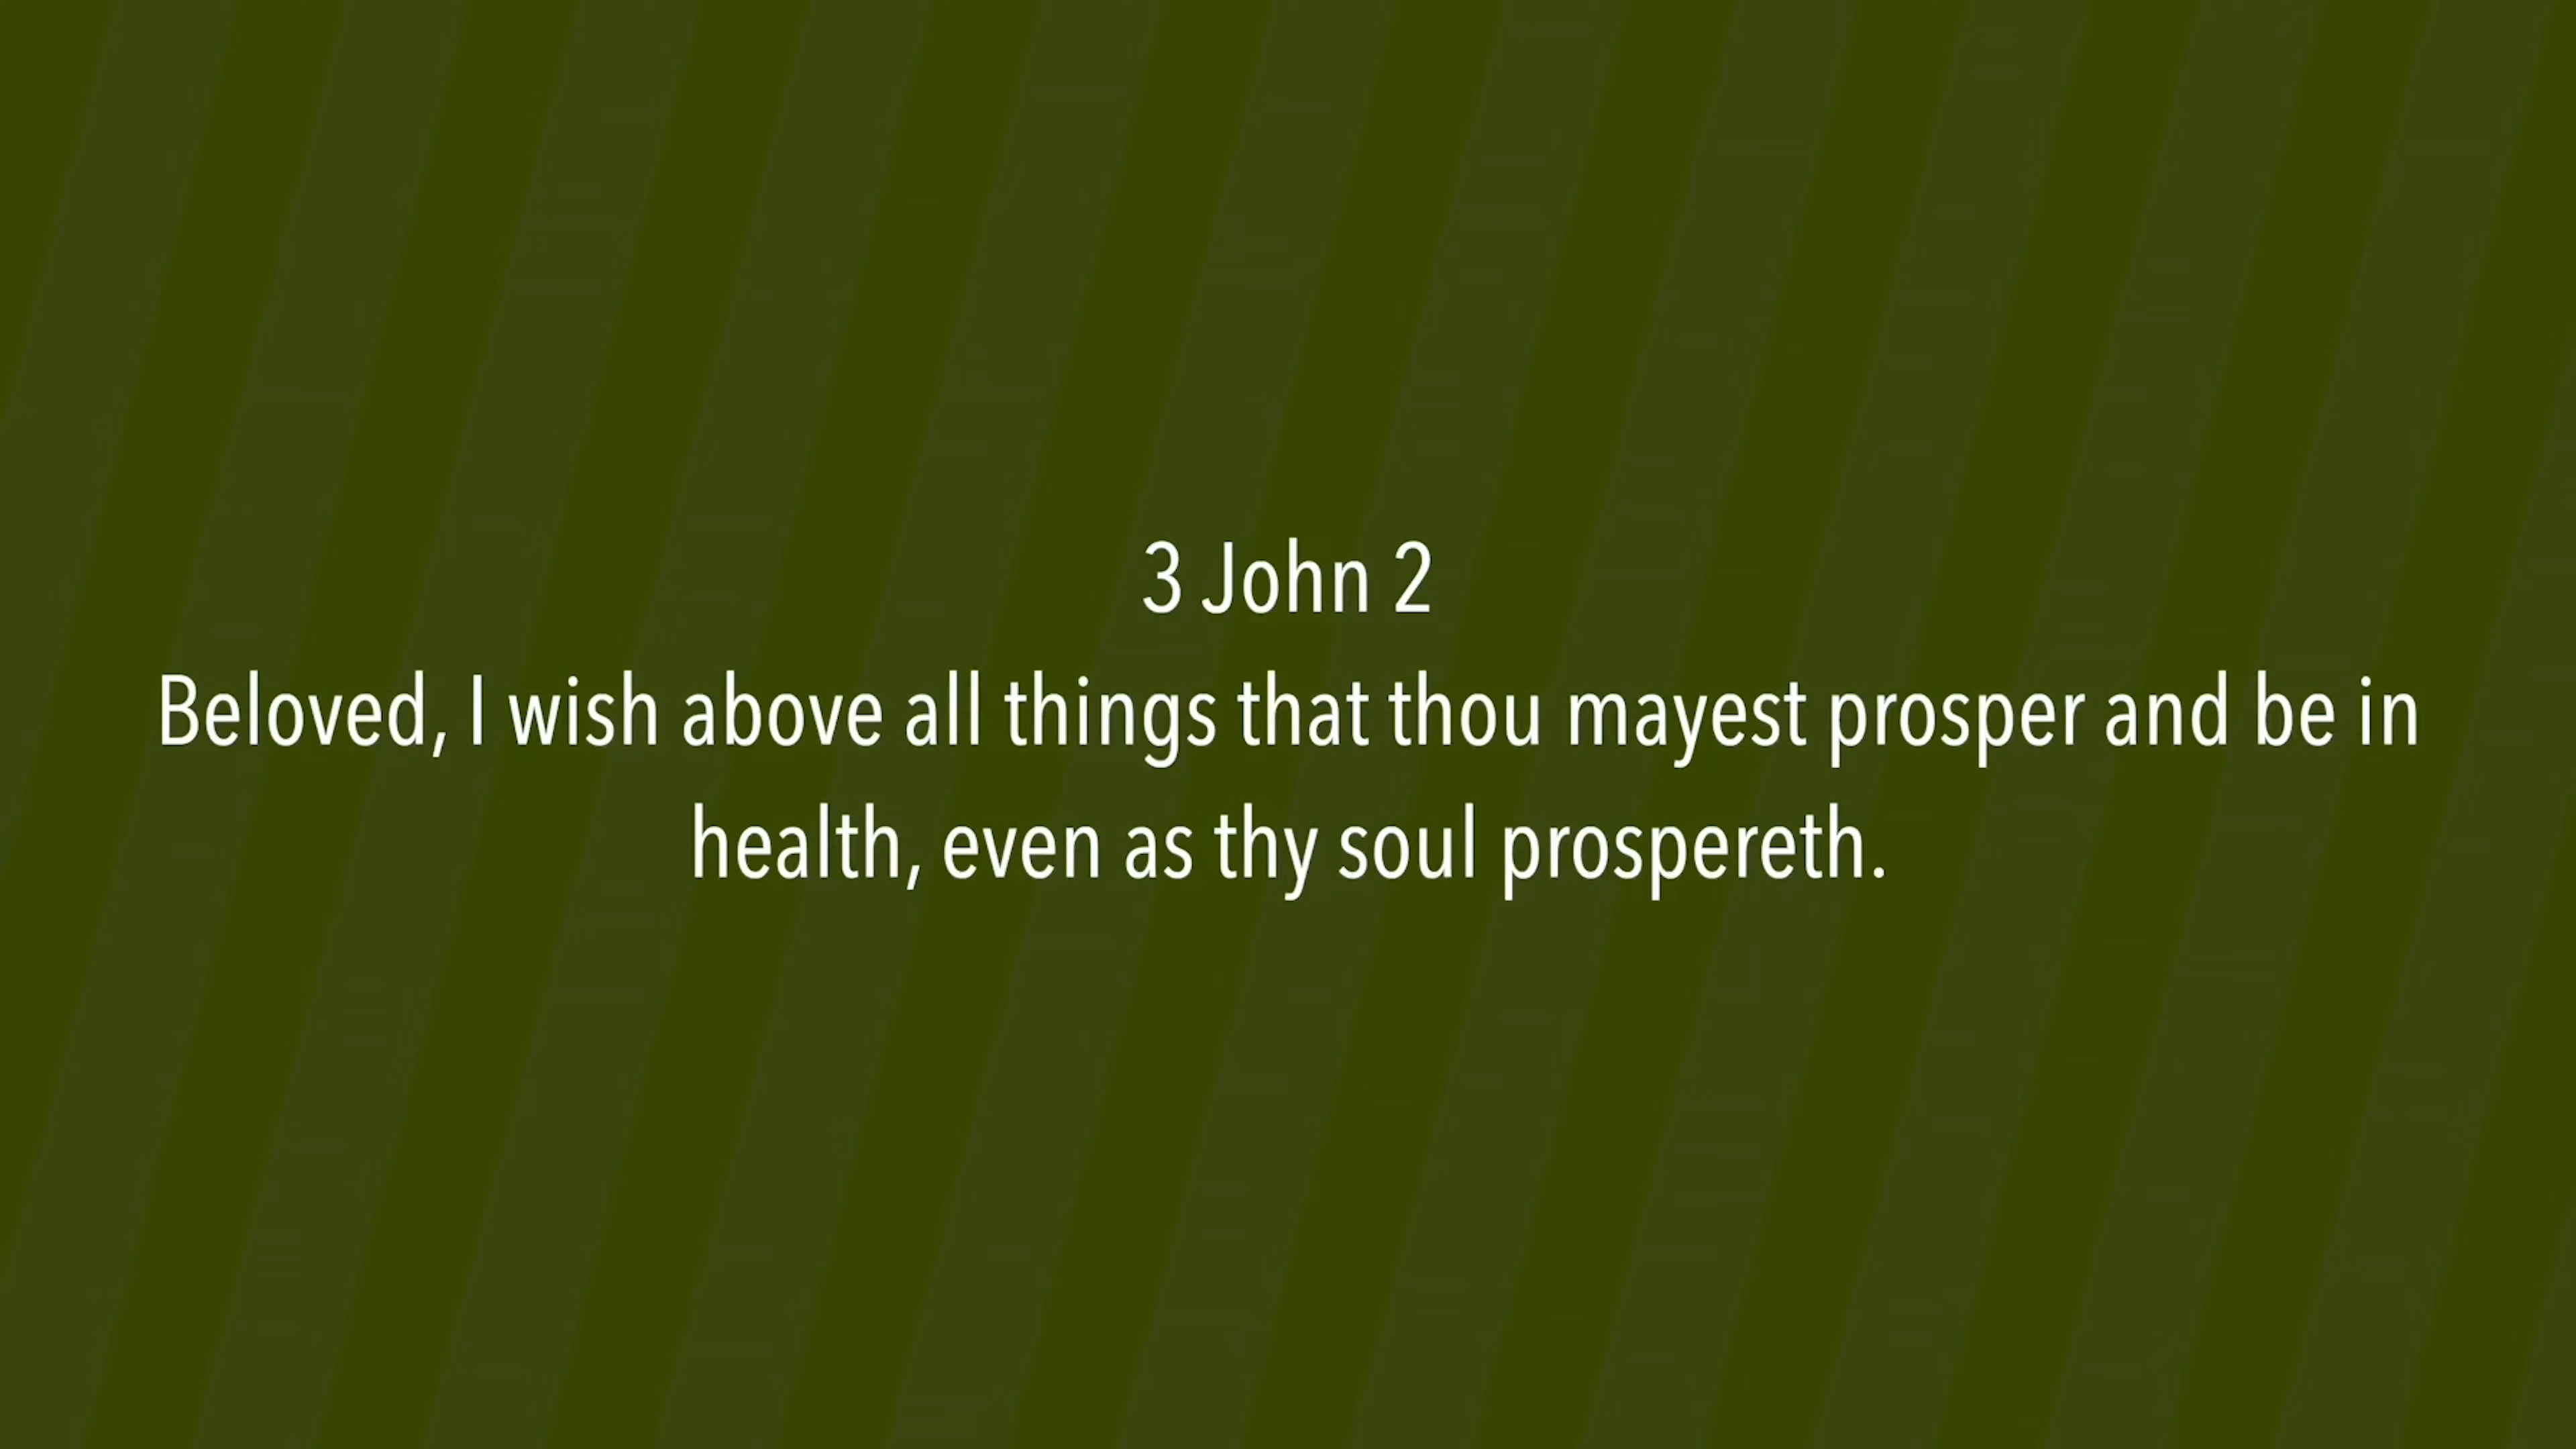 3 John 2
Beloved, I wish above all things that thou mayest prosper and be in
health, even as thy soul prospereth.